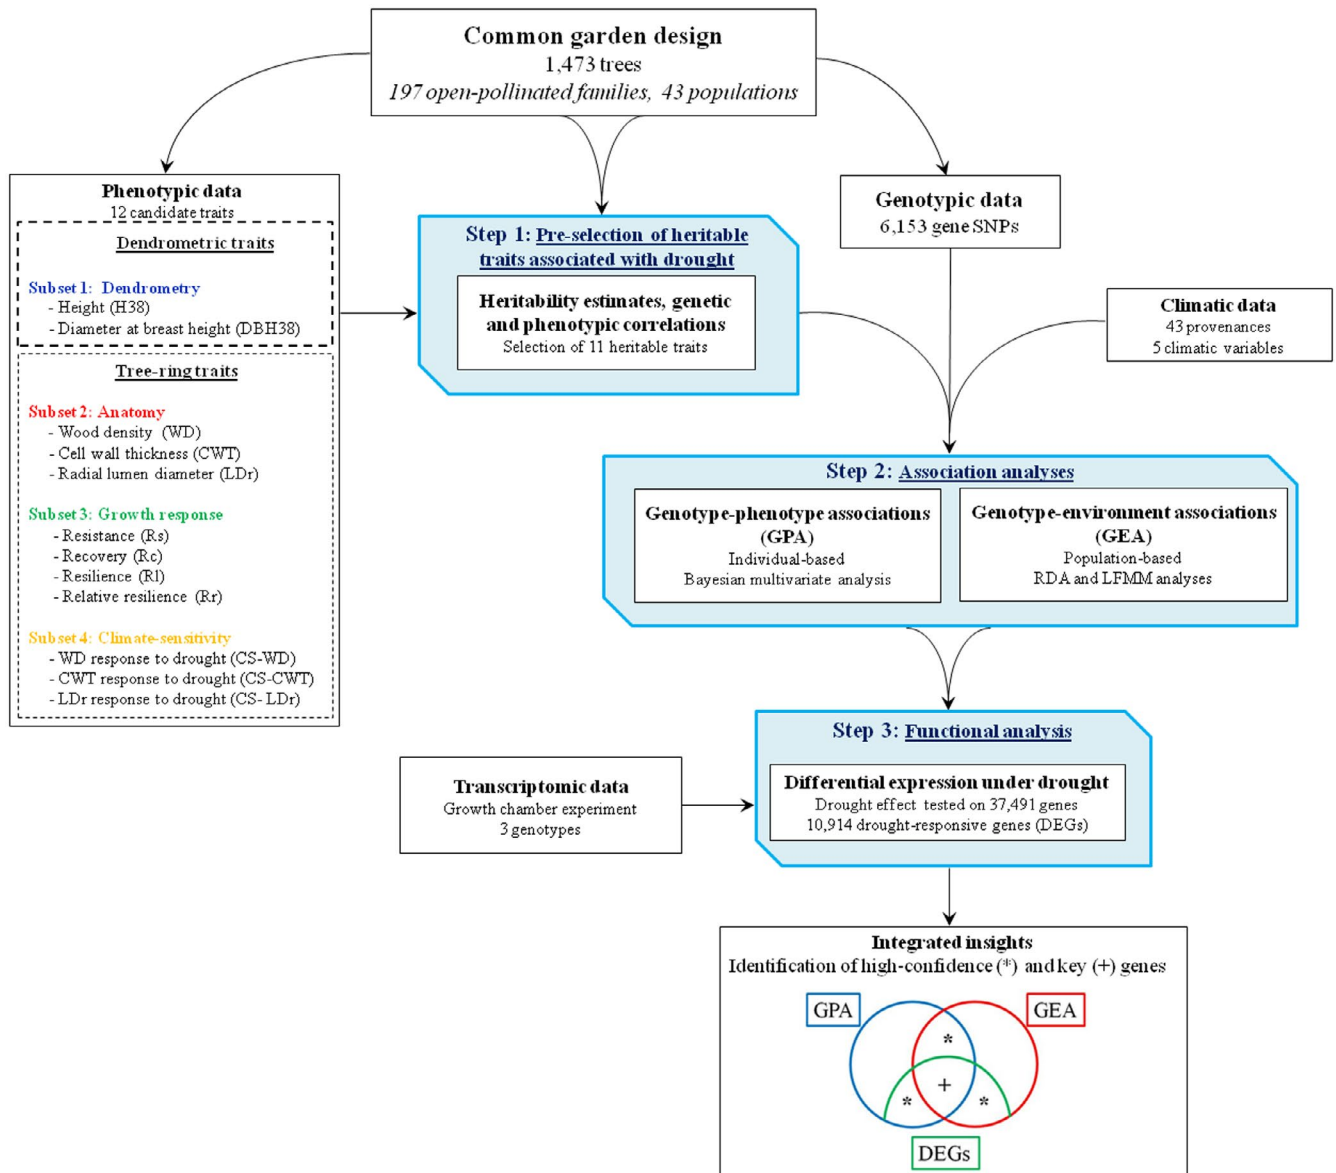 Common garden design
1,473 trees
197 open-pollinated families, 43 populations
Phenotypic data
12 candidate traits
Dendrometric traits
Subset 1: Dendrometry
- Height (H38)
- Diameter at breast height (DBH38)
Tree-ring traits
Subset 2: Anatomy
- Wood density (WD)
- Cell wall thickness (CWT)
- Radial lumen diameter (LDr)
Subset 3: Growth response
- Resistance (Rs)
- Recovery (Rc)
- Resilience (Rl)
- Relative resilience (Rr)
Subset 4: Climate-sensitivity
- WD response to drought (CS-WD)
- CWT response to drought (CS-CWT)
- LDr response to drought (CS- LDr)
Step 1: Pre-selection of heritable
traits associated with drought
Heritability estimates, genetic
and phenotypic correlations
Selection of 11 heritable traits
Genotypic data
6,153 gene SNPs
Climatic data
43 provenances
5 climatic variables
Step 2: Association analyses
Genotype-phenotype associations
(GPA)
Individual-based
Bayesian multivariate analysis
Genotype-environment associations
(GEA)
Population-based
RDA and LFMM analyses
Step 3: Functional analysis
Differential expression under drought
Drought effect tested on 37,491 genes
10,914 drought-responsive genes (DEGs)
Transcriptomic data
Growth chamber experiment
3 genotypes
Integrated insights
Identification of high-confidence (*) and key (+) genes
GPA
GEA
*
+
*
*
DEGs